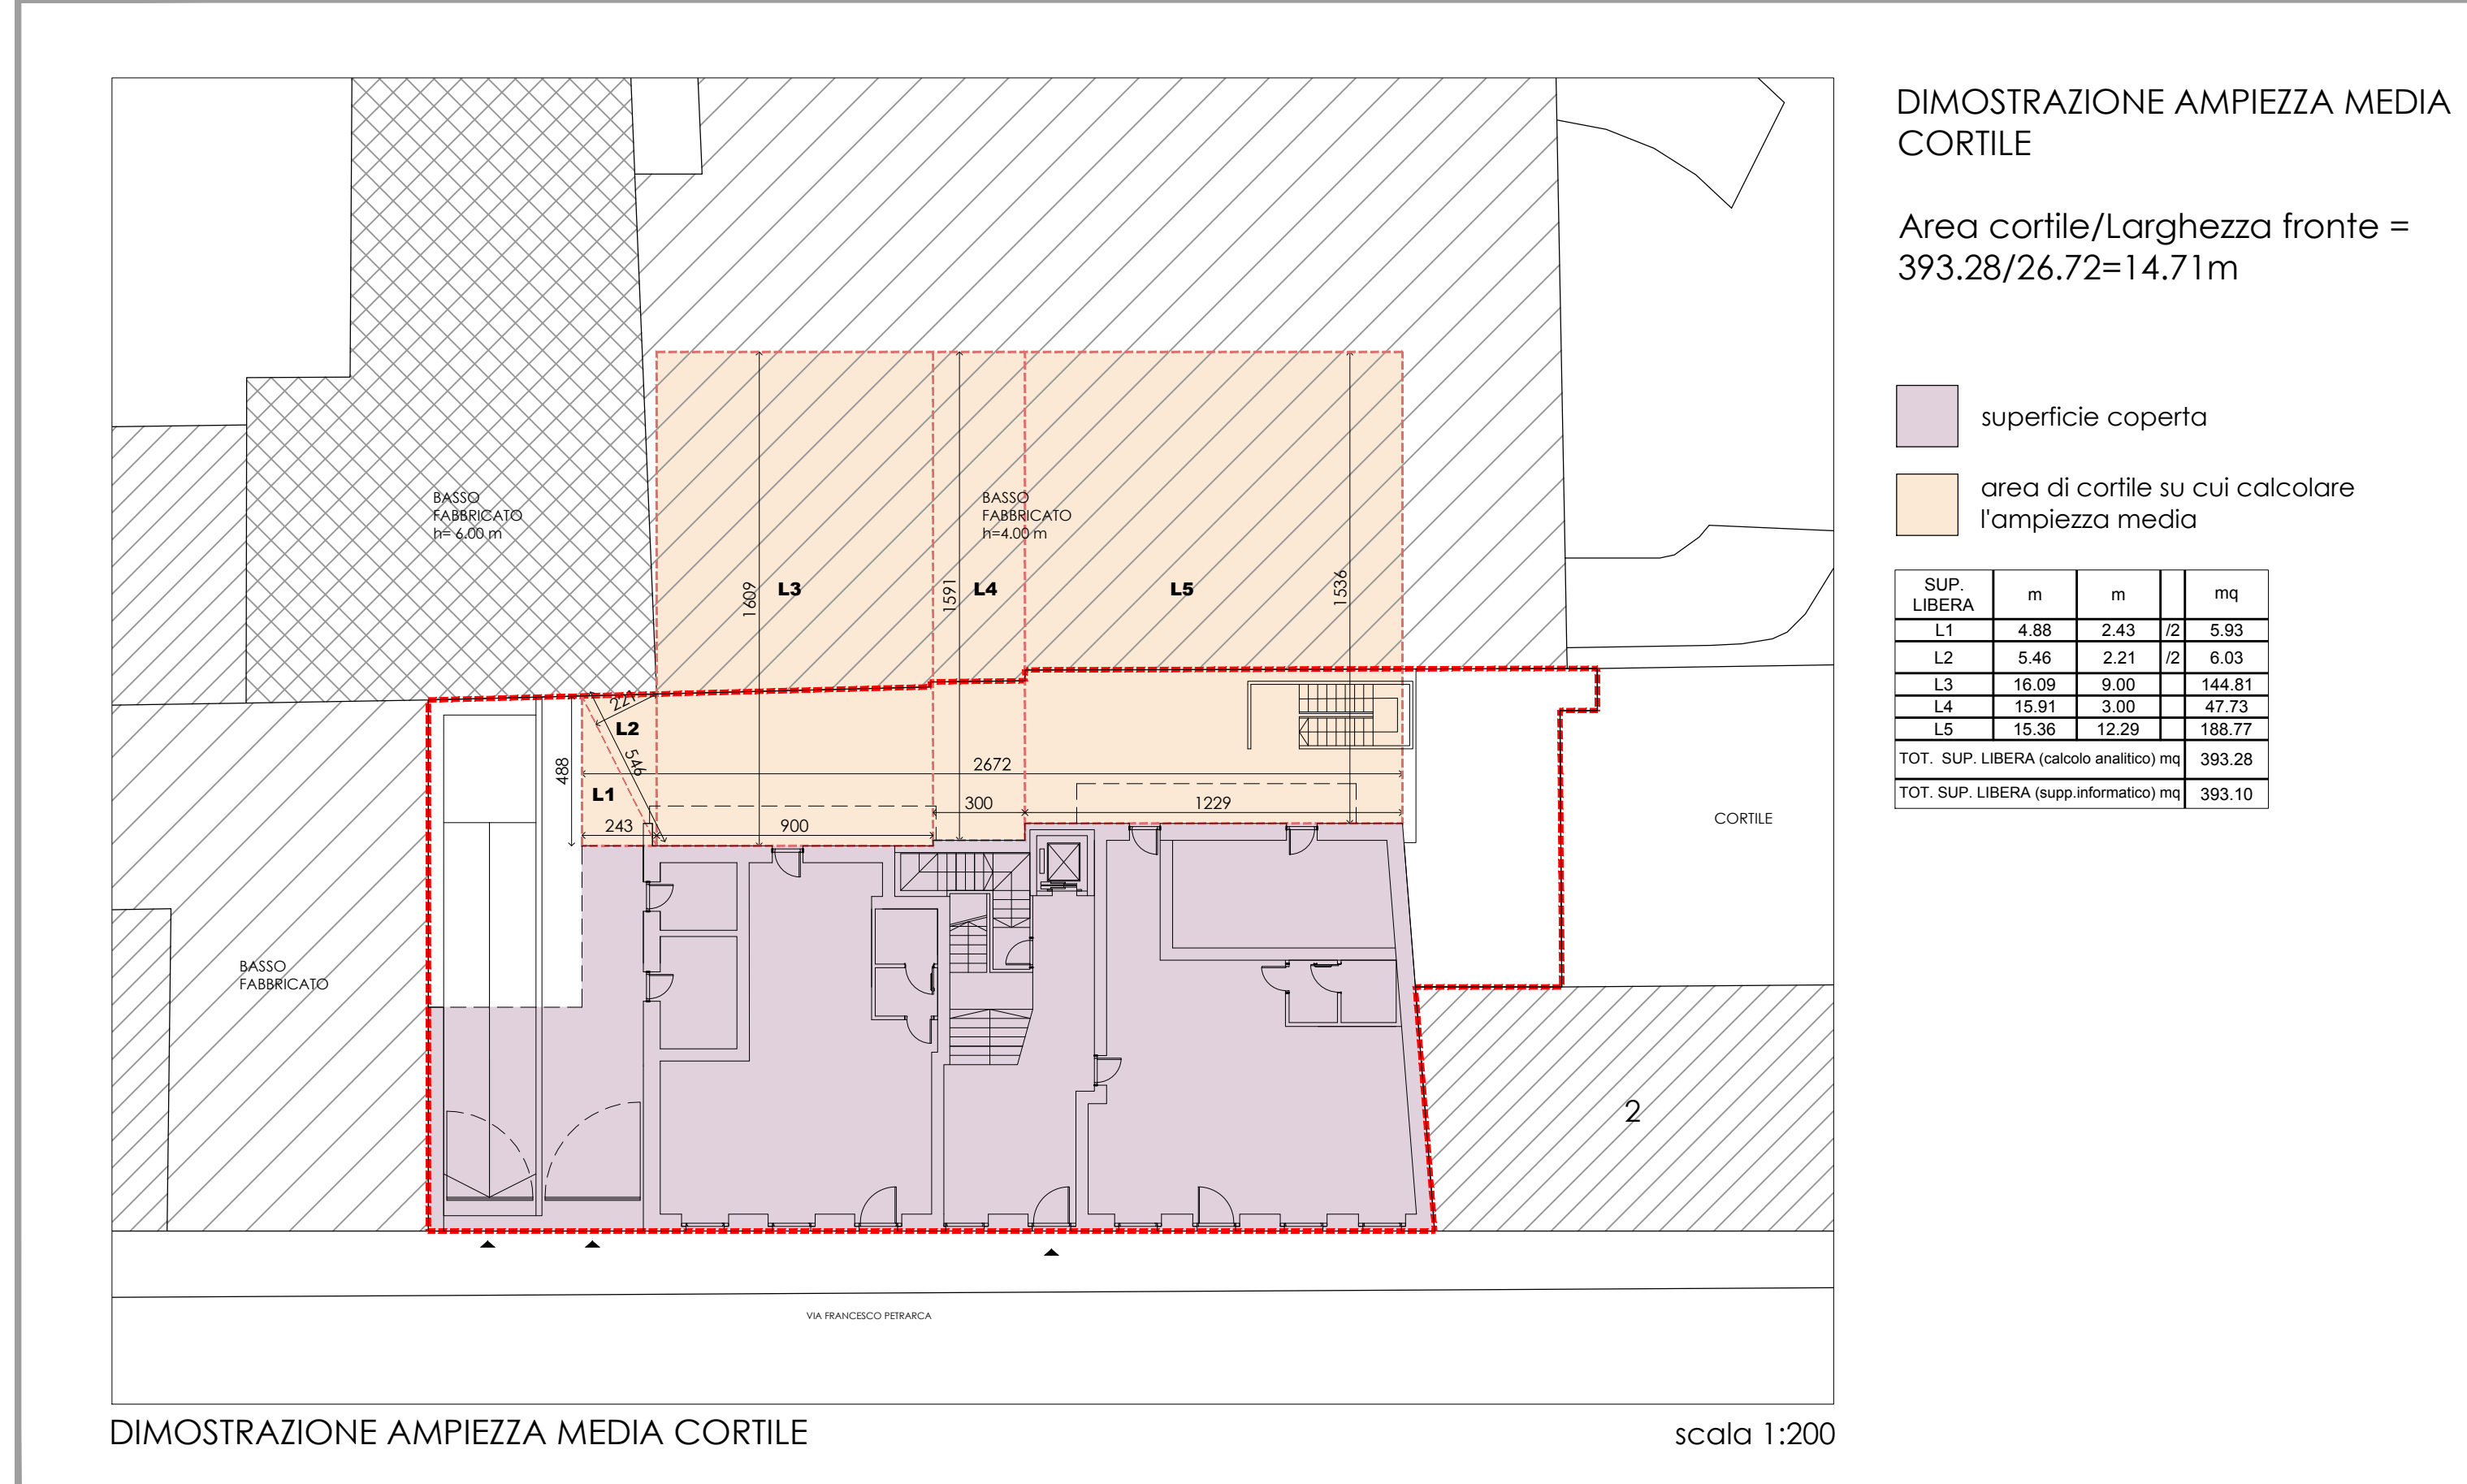 DIMOSTRAZIONE AMPIEZZA MEDIA
CORTILE
Area cortile/Larghezza fronte =
393.28/26.72=14.71m
superficie coperta
area di cortile su cui calcolare
l'ampiezza media
SUP. LIBERA m m mq
L1 4.88 2.43 /2 5.93
L2 5.46 2.21 /2 6.03
L3 16.09 9.00 144.81
L4 15.91 3.00 47.73
L5 15.36 12.29 188.77
TOT. SUP. LIBERA (calcolo analitico) mq 393.28
TOT. SUP. LIBERA (supp.informatico) mq 393.10
BASSO
FABBRICATO
h= 6.00 m
BASSO
FABBRICATO
h=4.00 m
1609
L3
1591
L4
L5
1536
221
L2
546
488
L1
2672
243
900
300
1229
CORTILE
BASSO
FABBRICATO
2
VIA FRANCESCO PETRARCA
DIMOSTRAZIONE AMPIEZZA MEDIA CORTILE
scala 1:200